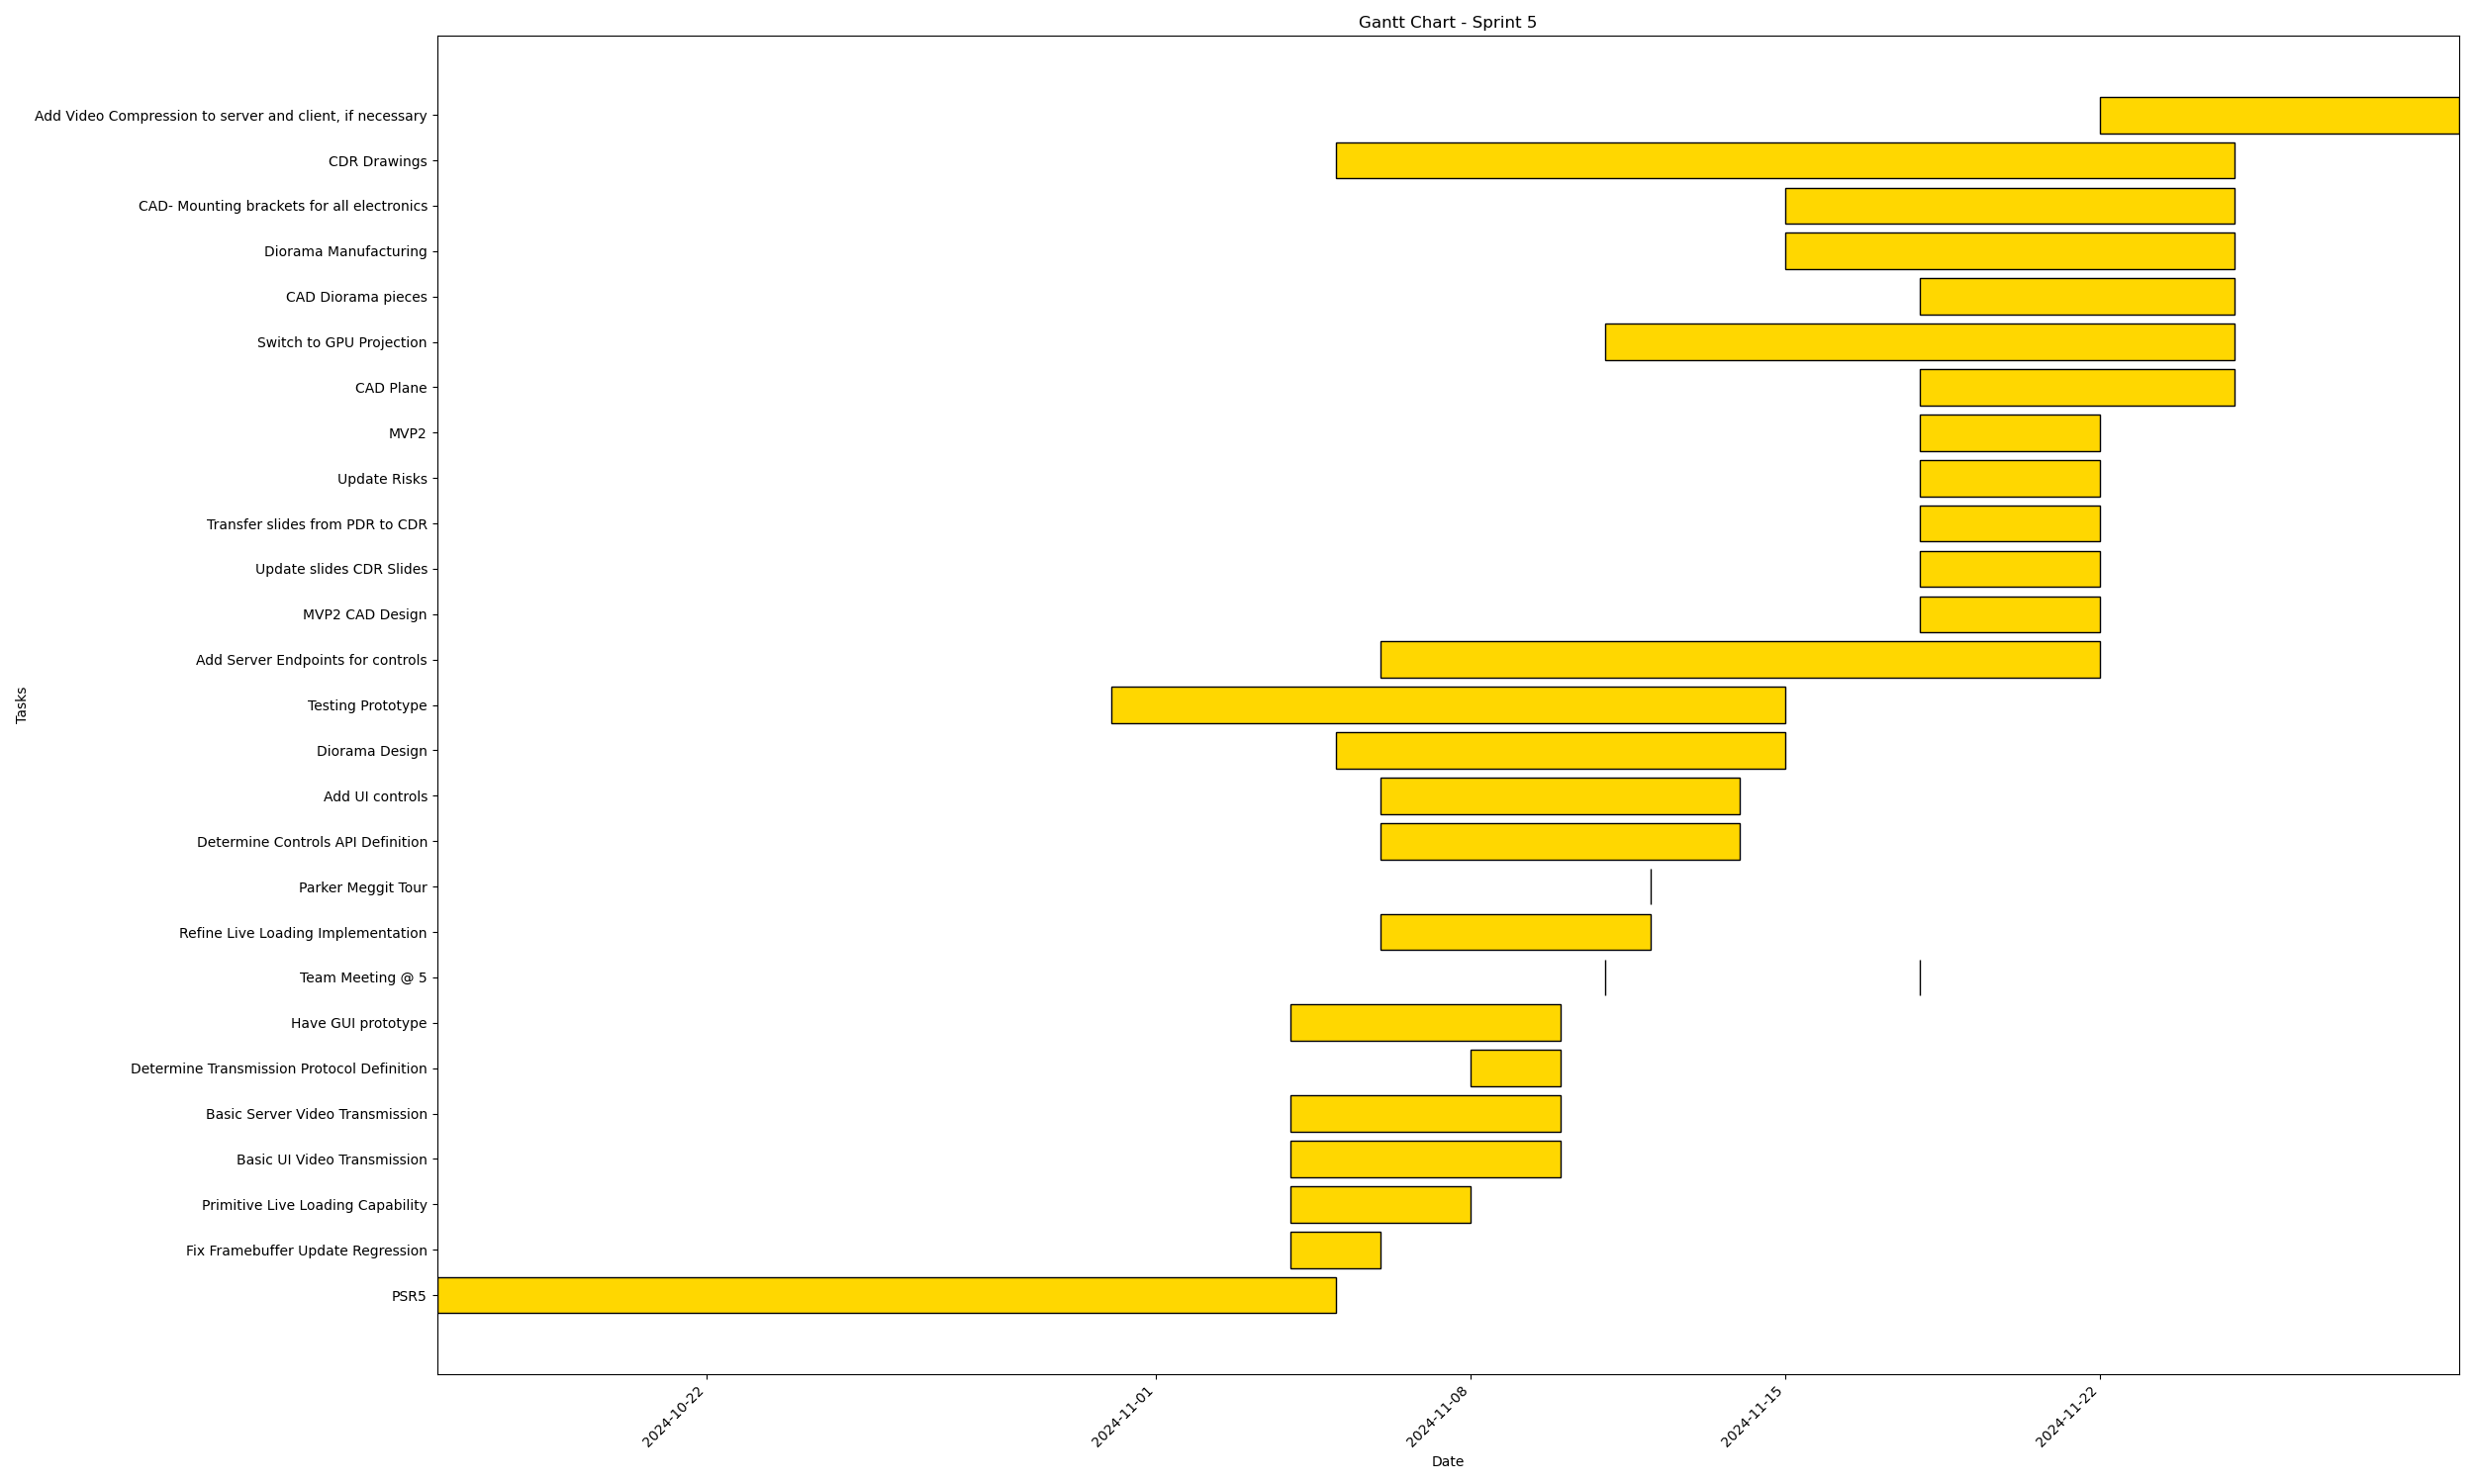 Gantt Chart - Sprint 5
Add Video Compression to server and client, if necessary
CDR Drawings
CAD- Mounting brackets for all electronics
Diorama Manufacturing
CAD Diorama pieces
Switch to GPU Projection
CAD Plane
MVP2
Update Risks
Transfer slides from PDR to CDR
Update slides CDR Slides
MVP2 CAD Design
Add Server Endpoints for controls
Testing Prototype
Diorama Design
Add UI controls
Determine Controls API Definition
Parker Meggit Tour
Refine Live Loading Implementation
Team Meeting @ 5
Have GUI prototype
Determine Transmission Protocol Definition
Basic Server Video Transmission
Basic UI Video Transmission
Primitive Live Loading Capability
Fix Framebuffer Update Regression
PSR5
Tasks
2024-10-22
2024-11-01
2024-11-08
2024-11-15
2024-11-22
Date